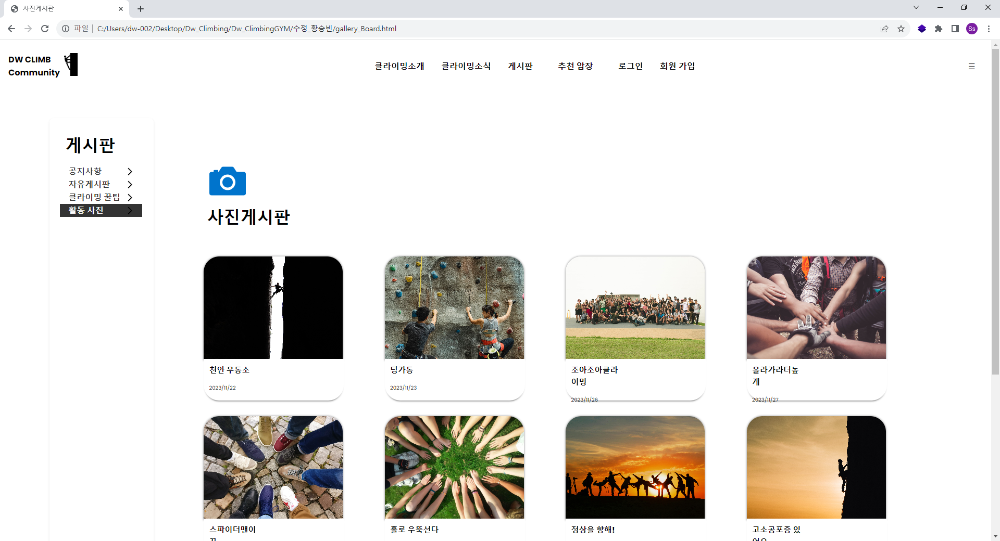 사진게시판
파일
C:/Users/dw-002/Desktop/Dw_Climbing/Dw_ClimbingGYM/수정_황승빈/gallery_Board.html
Ss
DW CLIMB
Community
클라이밍소개
클라이밍소식
게시판
추천 암장
로그인
회원 가입
게시판
공지사항
자유게시판
클라이밍 꿀팁
활동 사진
사진게시판
천안 우동소
2023/11/22
딩가동
2023/11/23
조아조아클라
이밍
2023/11/26
올라가라더높
게
2023/11/27
스파이더맨이
홀로 우뚝선다
정상을 향해!
고소공포증 있